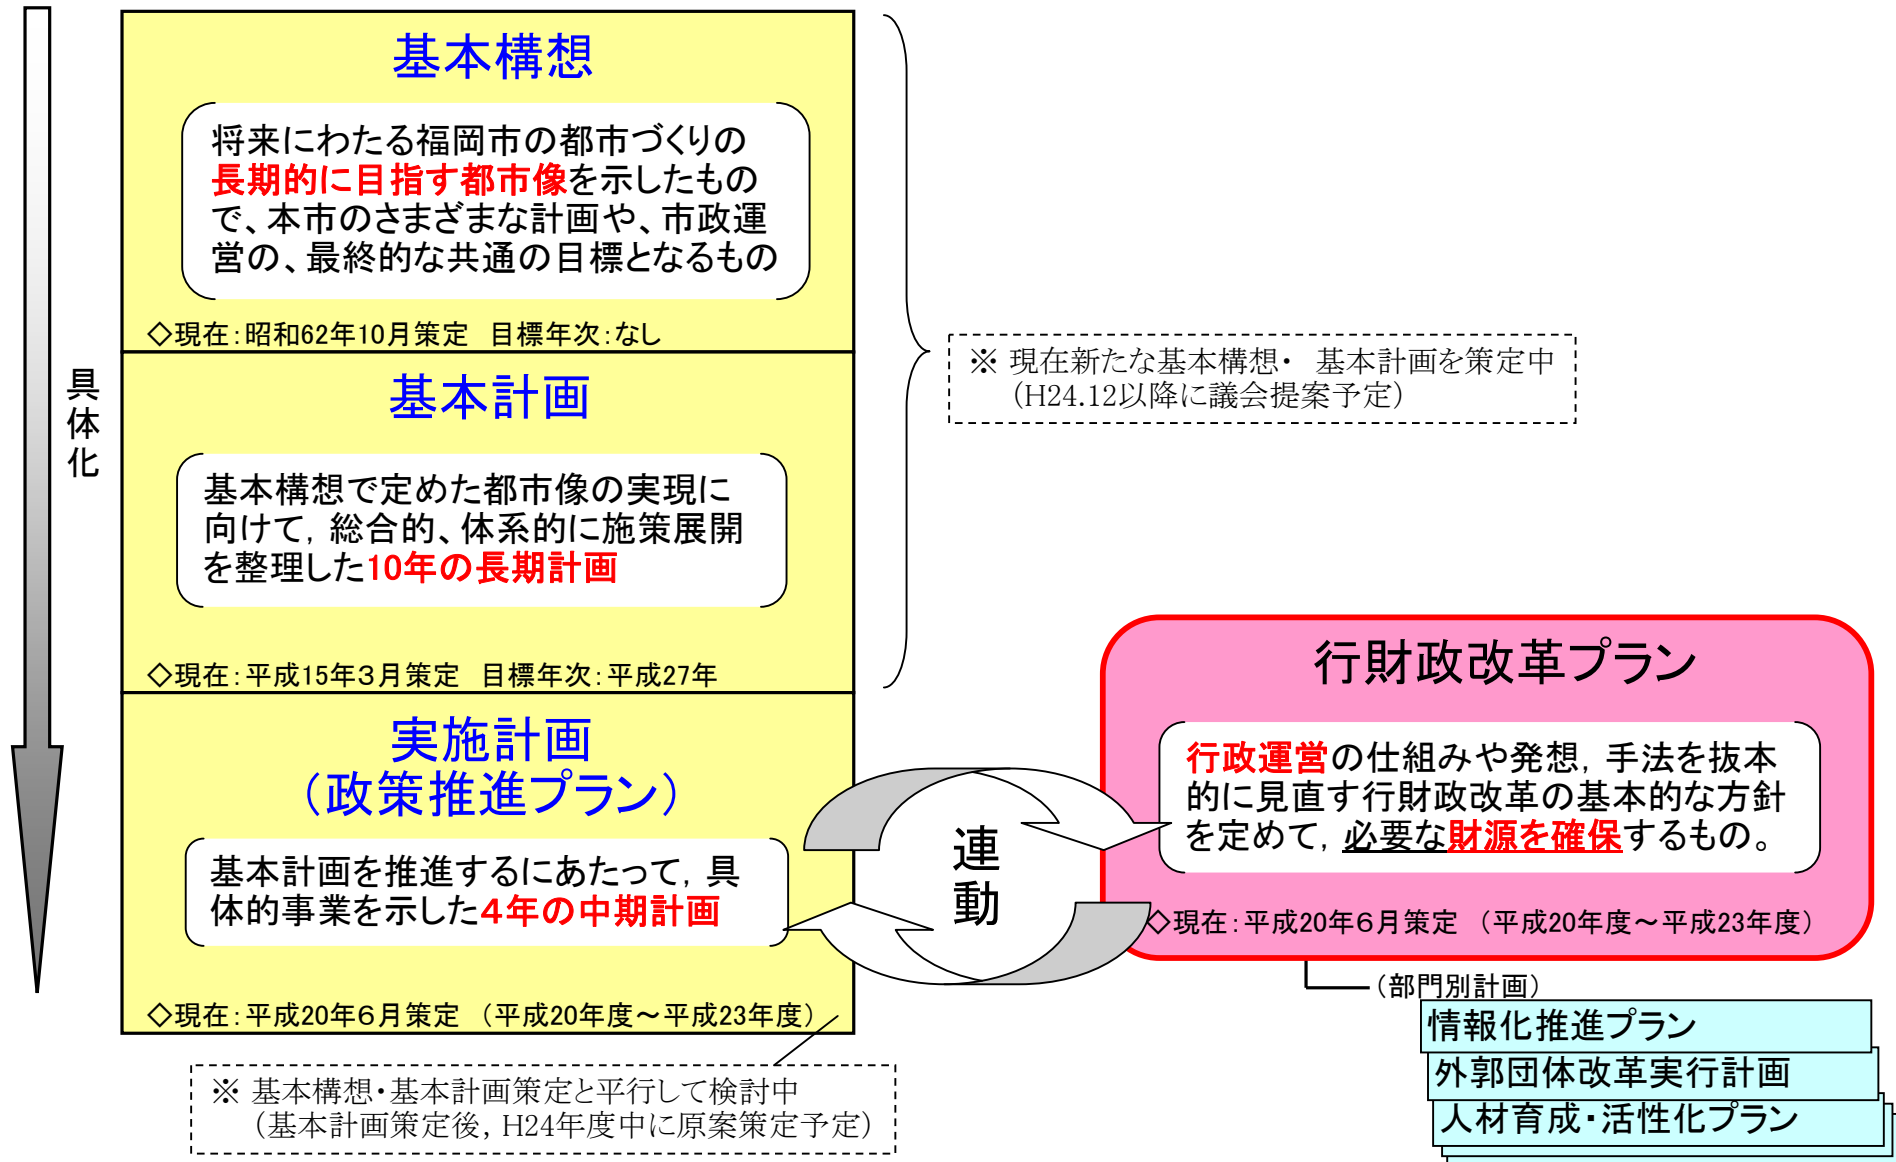 基本構想
将来にわたる福岡市の都市づくりの
長期的に目指す都市像を示したもの
で、本市のさまざまな計画や、市政運
営の、最終的な共通の目標となるもの
◇現在：昭和62年10月策定　目標年次：なし
具体化
※ 現在新たな基本構想・　基本計画を策定中
（H24.12以降に議会提案予定）
基本計画
基本構想で定めた都市像の実現に
向けて，総合的、体系的に施策展開
を整理した10年の長期計画
◇現在：平成15年３月策定　目標年次：平成27年
実施計画
（政策推進プラン）
基本計画を推進するにあたって，具
体的事業を示した４年の中期計画
◇現在：平成20年６月策定　（平成20年度～平成23年度）
※ 基本構想・基本計画策定と平行して検討中
（基本計画策定後，H24年度中に原案策定予定）
連動
行財政改革プラン
行政運営の仕組みや発想，手法を抜本
的に見直す行財政改革の基本的な方針
を定めて，必要な財源を確保するもの。
◇現在：平成20年６月策定　（平成20年度～平成23年度）
（部門別計画）
情報化推進プラン
外郭団体改革実行計画
人材育成・活性化プラン